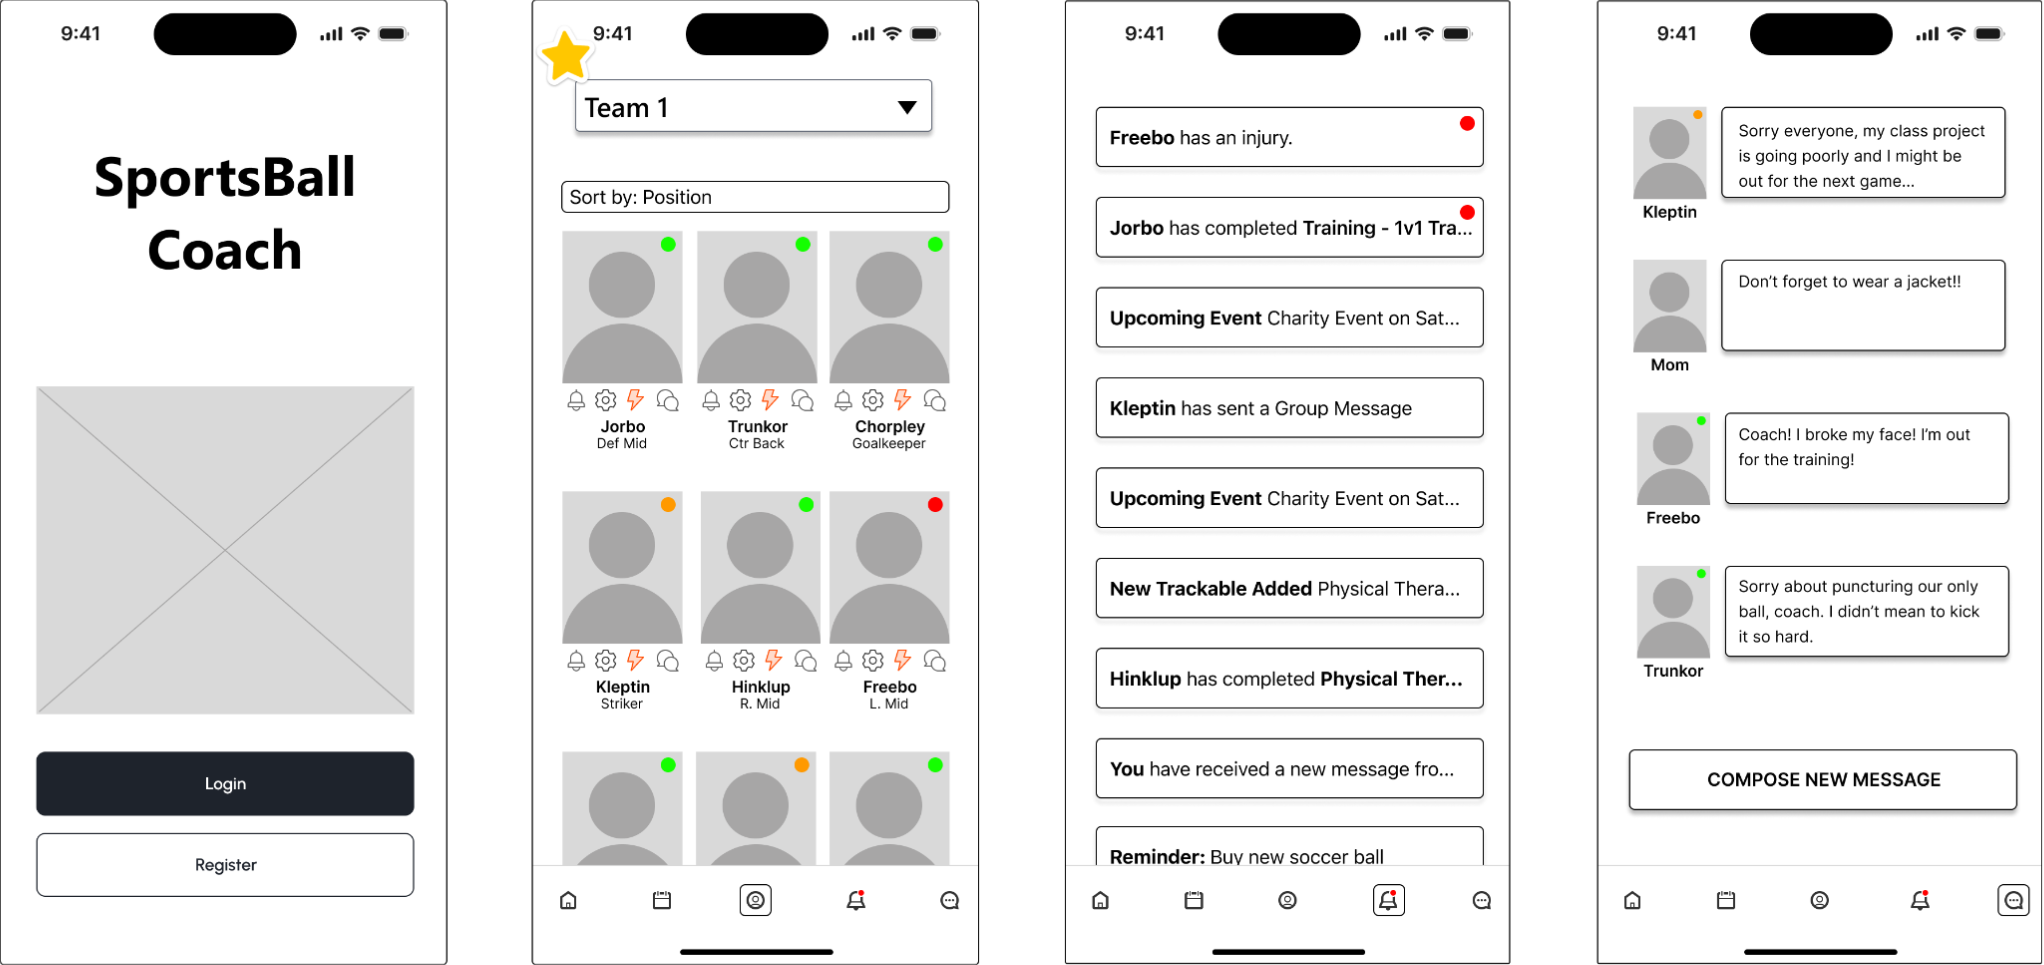 9:41
SportsBall
Coach
Login
Register
9:41
Team 1
Sort by: Position
Jorbo
Def Mid
Trunkor
Ctr Back
Chorpley
Goalkeeper
Kleptin
Striker
Hinklup
R. Mid
Freebo
L. Mid
9:41
Freebo has an injury.
Jorbo has completed Training - 1v1 Tra...
Upcoming Event Charity Event on Sat...
Kleptin has sent a Group Message
Upcoming Event Charity Event on Sat...
New Trackable Added Physical Thera...
Hinklup has completed Physical Ther...
You have received a new message fro...
Reminder: Buy new soccer ball
9:41
Sorry everyone, my class project
is going poorly and I might be
out for the next game...
Kleptin
Don't forget to wear a jacket!!
Mom
Coach! I broke my face! I'm out
for the training!
Freebo
Sorry about puncturing our only
ball, coach. I didn't mean to kick
it so hard.
Trunkor
COMPOSE NEW MESSAGE